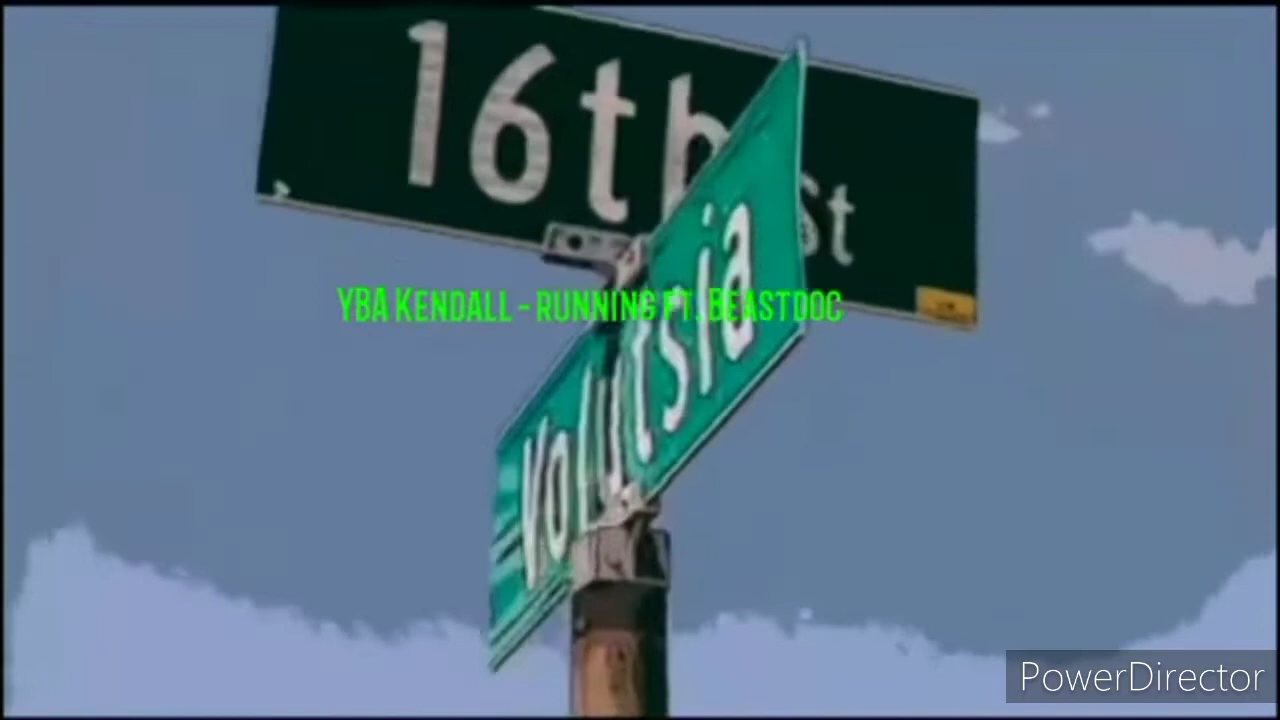 16th St
YBA Kendall - running ft. Beastdoc
Volutsia
PowerDirector